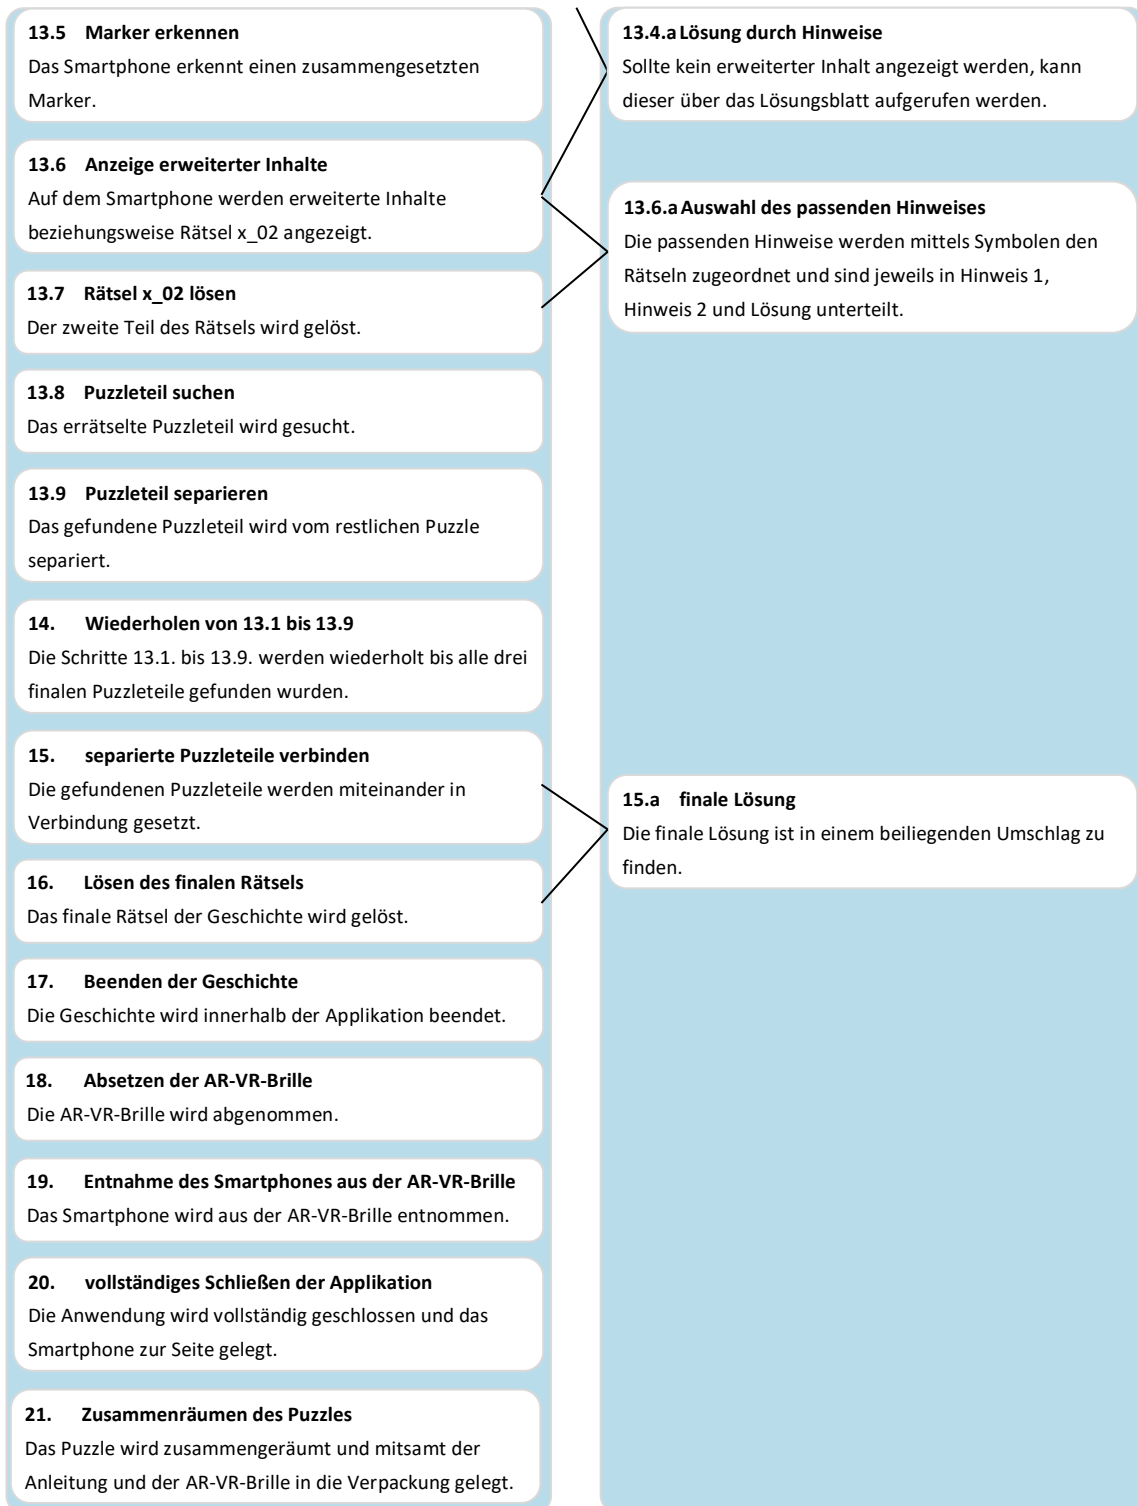 13.5 Marker erkennen
Das Smartphone erkennt einen zusammengesetzten
Marker.
13.6 Anzeige erweiterter Inhalte
Auf dem Smartphone werden erweiterte Inhalte
beziehungsweise Rätsel x_02 angezeigt.
13.7 Rätsel x_02 lösen
Der zweite Teil des Rätsels wird gelöst.
13.8 Puzzleteil suchen
Das errätselte Puzzleteil wird gesucht.
13.9 Puzzleteil separieren
Das gefundene Puzzleteil wird vom restlichen Puzzle
separiert.
14. Wiederholen von 13.1 bis 13.9
Die Schritte 13.1. bis 13.9. werden wiederholt bis alle drei
finalen Puzzleteile gefunden wurden.
15. separierte Puzzleteile verbinden
Die gefundenen Puzzleteile werden miteinander in
Verbindung gesetzt.
16. Lösen des finalen Rätsels
Das finale Rätsel der Geschichte wird gelöst.
17. Beenden der Geschichte
Die Geschichte wird innerhalb der Applikation beendet.
18. Absetzen der AR-VR-Brille
Die AR-VR-Brille wird abgenommen.
19. Entnahme des Smartphones aus der AR-VR-Brille
Das Smartphone wird aus der AR-VR-Brille entnommen.
20. vollständiges Schließen der Applikation
Die Anwendung wird vollständig geschlossen und das
Smartphone zur Seite gelegt.
21. Zusammenräumen des Puzzles
Das Puzzle wird zusammengeräumt und mitsamt der
Anleitung und der AR-VR-Brille in die Verpackung gelegt.
13.4.a Lösung durch Hinweise
Sollte kein erweiterter Inhalt angezeigt werden, kann
dieser über das Lösungsblatt aufgerufen werden.
13.6.a Auswahl des passenden Hinweises
Die passenden Hinweise werden mittels Symbolen den
Rätseln zugeordnet und sind jeweils in Hinweis 1,
Hinweis 2 und Lösung unterteilt.
15.a finale Lösung
Die finale Lösung ist in einem beiliegenden Umschlag zu
finden.